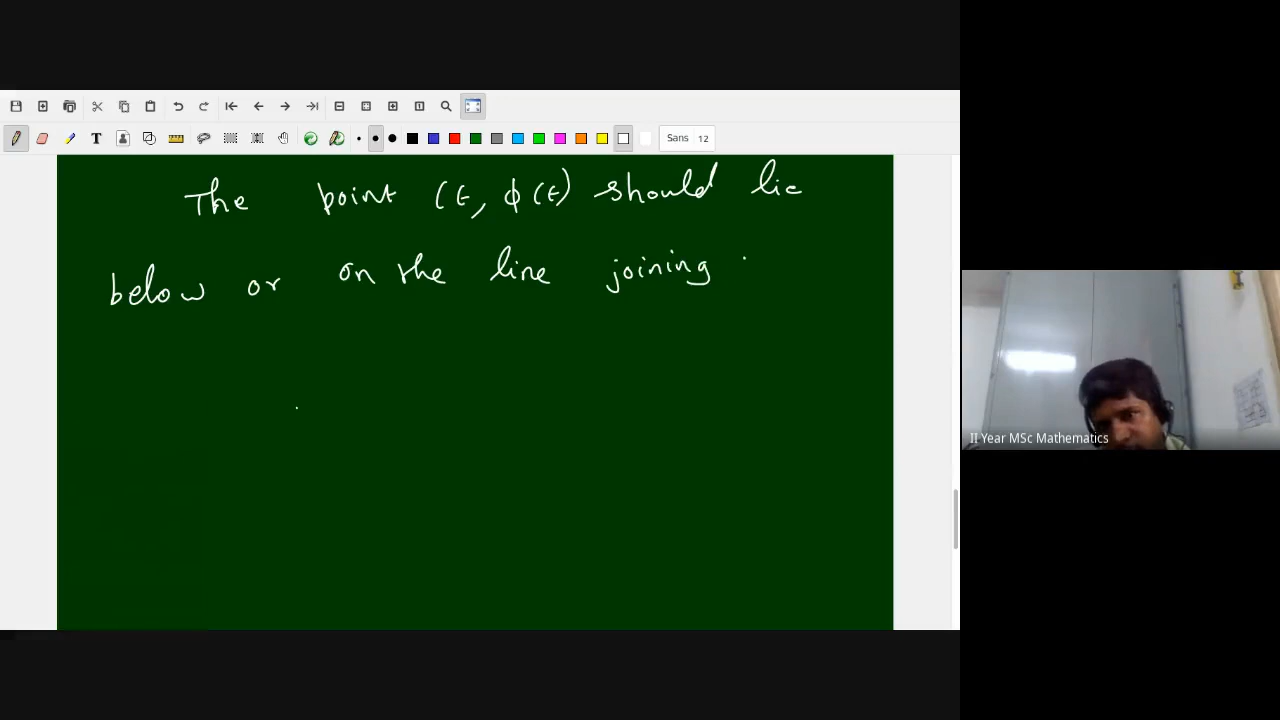 Sans 12
The point (t, φ(t) should lie
below or on the line joining
II Year MSc Mathematics